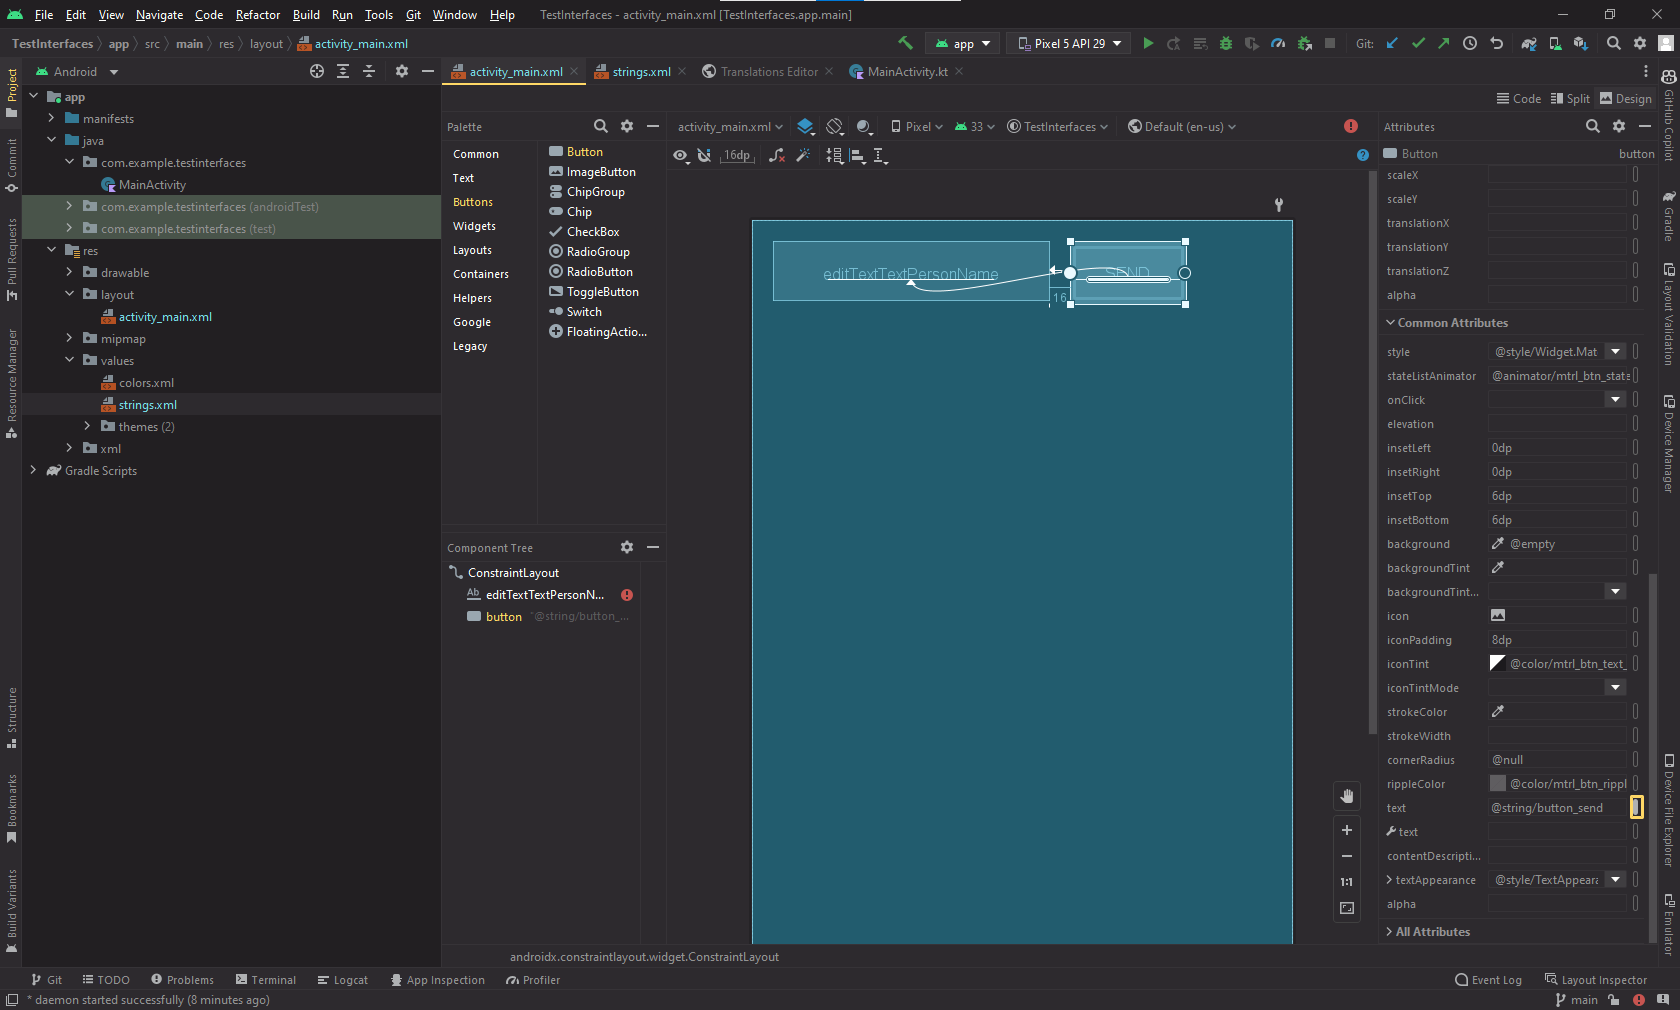 File Edit View Navigate Code Refactor Build Run Tools Git Window Help TestInterfaces - activity_main.xml [TestInterfaces.app.main]
TestInterfaces app src main res layout activity_main.xml app Pixel 5 API 29 Git:
Project
Commit
Pull Requests
Resource Manager
Structure
Bookmarks
Build Variants
Android
app
manifests
java
com.example.testinterfaces
MainActivity
com.example.testinterfaces (androidTest)
com.example.testinterfaces (test)
res
drawable
layout
activity_main.xml
mipmap
values
colors.xml
strings.xml
themes (2)
xml
Gradle Scripts
activity_main.xml strings.xml Translations Editor MainActivity.kt
Code Split Design
Palette
Common
Text
Buttons
Widgets
Layouts
Containers
Helpers
Google
Legacy
Button
ImageButton
ChipGroup
Chip
CheckBox
RadioGroup
RadioButton
ToggleButton
Switch
FloatingActio...
Component Tree
ConstraintLayout
Ab editTextTextPersonN...
button "@string/button_...
activity_main.xml Pixel 33 TestInterfaces Default (en-us)
16dp
editTextTextPersonName
SEND
16
1:1
androidx.constraintlayout.widget.ConstraintLayout
Attributes
Button button
scaleX
scaleY
translationX
translationY
translationZ
alpha
Common Attributes
style @style/Widget.Mat
stateListAnimator @animator/mtrl_btn_state
onClick
elevation
insetLeft 0dp
insetRight 0dp
insetTop 6dp
insetBottom 6dp
background @empty
backgroundTint
backgroundTint...
icon
iconPadding 8dp
iconTint @color/mtrl_btn_text_
iconTintMode
strokeColor
strokeWidth
cornerRadius @null
rippleColor @color/mtrl_btn_rippl
text @string/button_send
text
contentDescripti...
textAppearance @style/TextAppeara
alpha
All Attributes
GitHub Copilot
Gradle
Layout Validation
Device Manager
Device File Explorer
Emulator
Git TODO Problems Terminal Logcat App Inspection Profiler Event Log Layout Inspector
* daemon started successfully (8 minutes ago) main